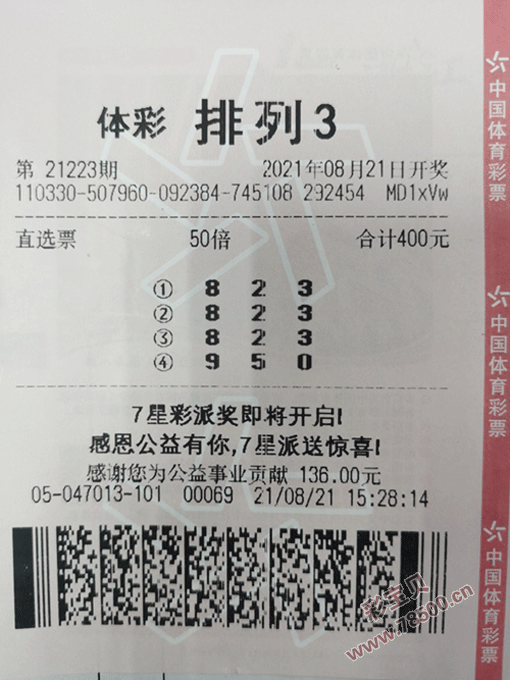 体彩 排列3
第 21223期 2021年08月21日开奖
110330-507960-092384-745108 292454 MD1xVw
直选票 50倍 合计400元
① 8 2 3
② 8 2 3
③ 8 2 3
④ 9 5 0
7星彩派奖即将开启!
感恩公益有你,7星派送惊喜!
感谢您为公益事业贡献 136.00元
05-047013-101 00069 21/08/21 15:28:14
中国体育彩票
中国体育彩票
中国体育彩票
彩宝贝
www.78500.cn